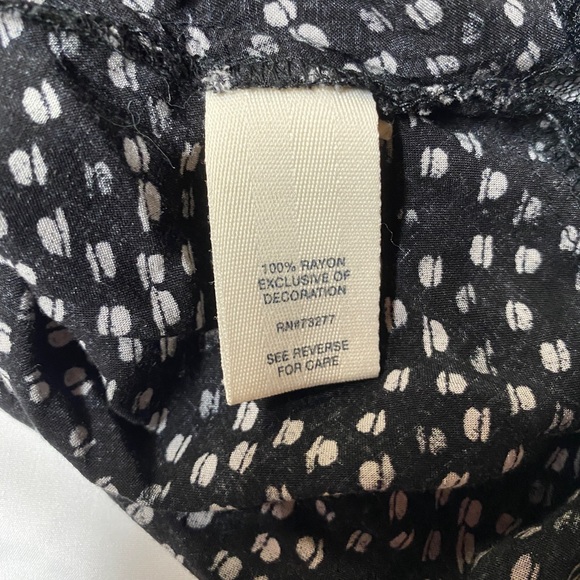 100% RAYON
EXCLUSIVE OF
DECORATION
RN#73277
SEE REVERSE
FOR CARE